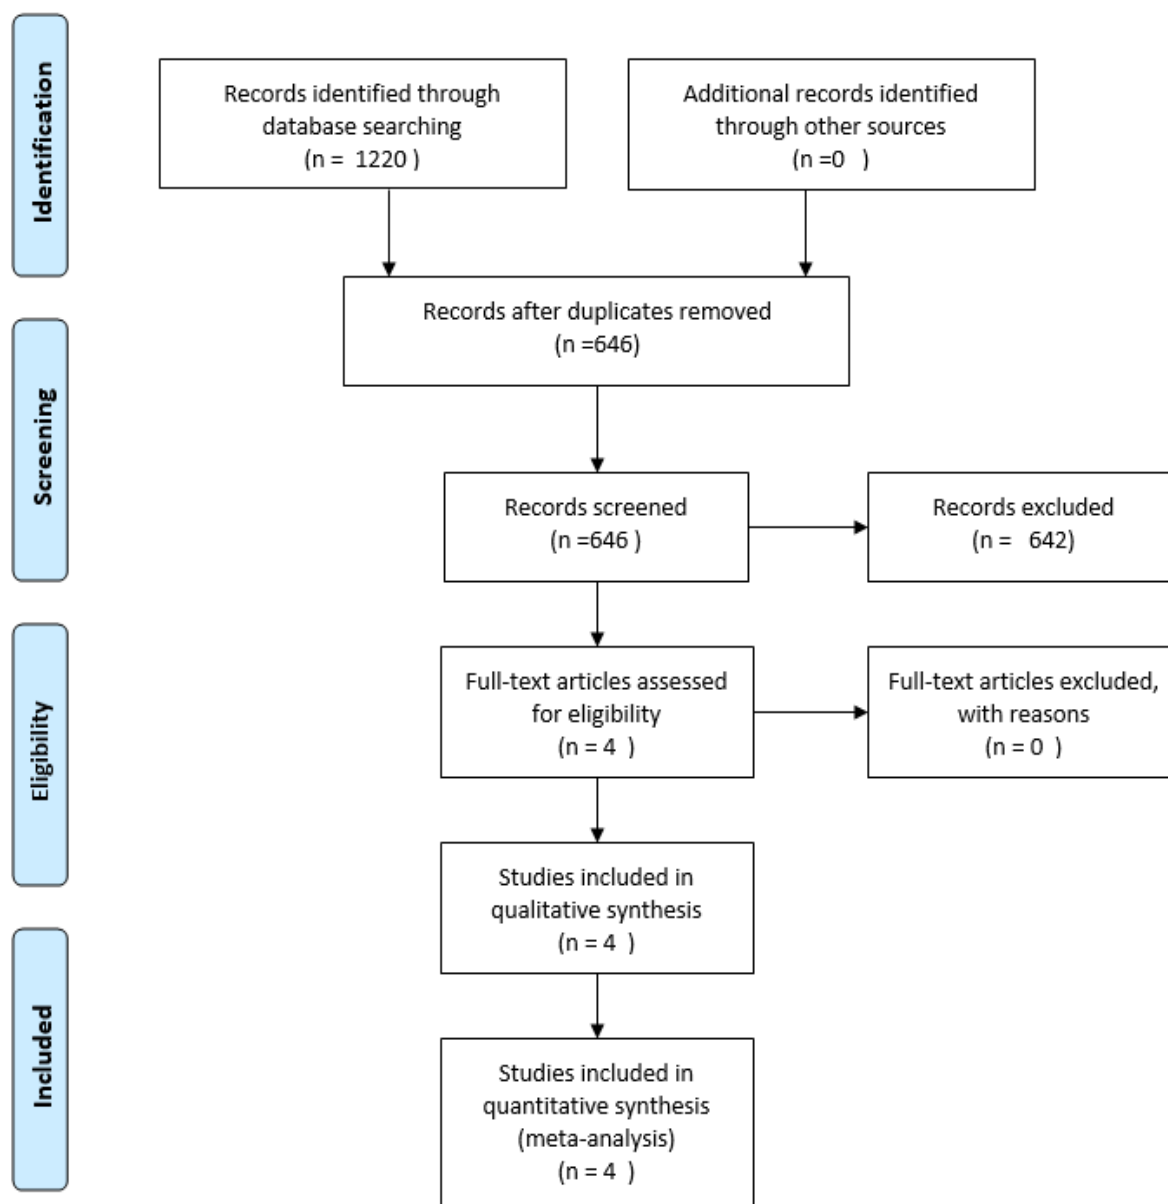 Identification
Records identified through
database searching
(n =  1220 )
Additional records identified
through other sources
(n =0   )
Records after duplicates removed
(n =646)
Screening
Records screened
(n =646 )
Records excluded
(n =   642)
Eligibility
Full-text articles assessed
for eligibility
(n = 4  )
Full-text articles excluded,
with reasons
(n = 0  )
Studies included in
qualitative synthesis
(n = 4  )
Included
Studies included in
quantitative synthesis
(meta-analysis)
(n = 4  )